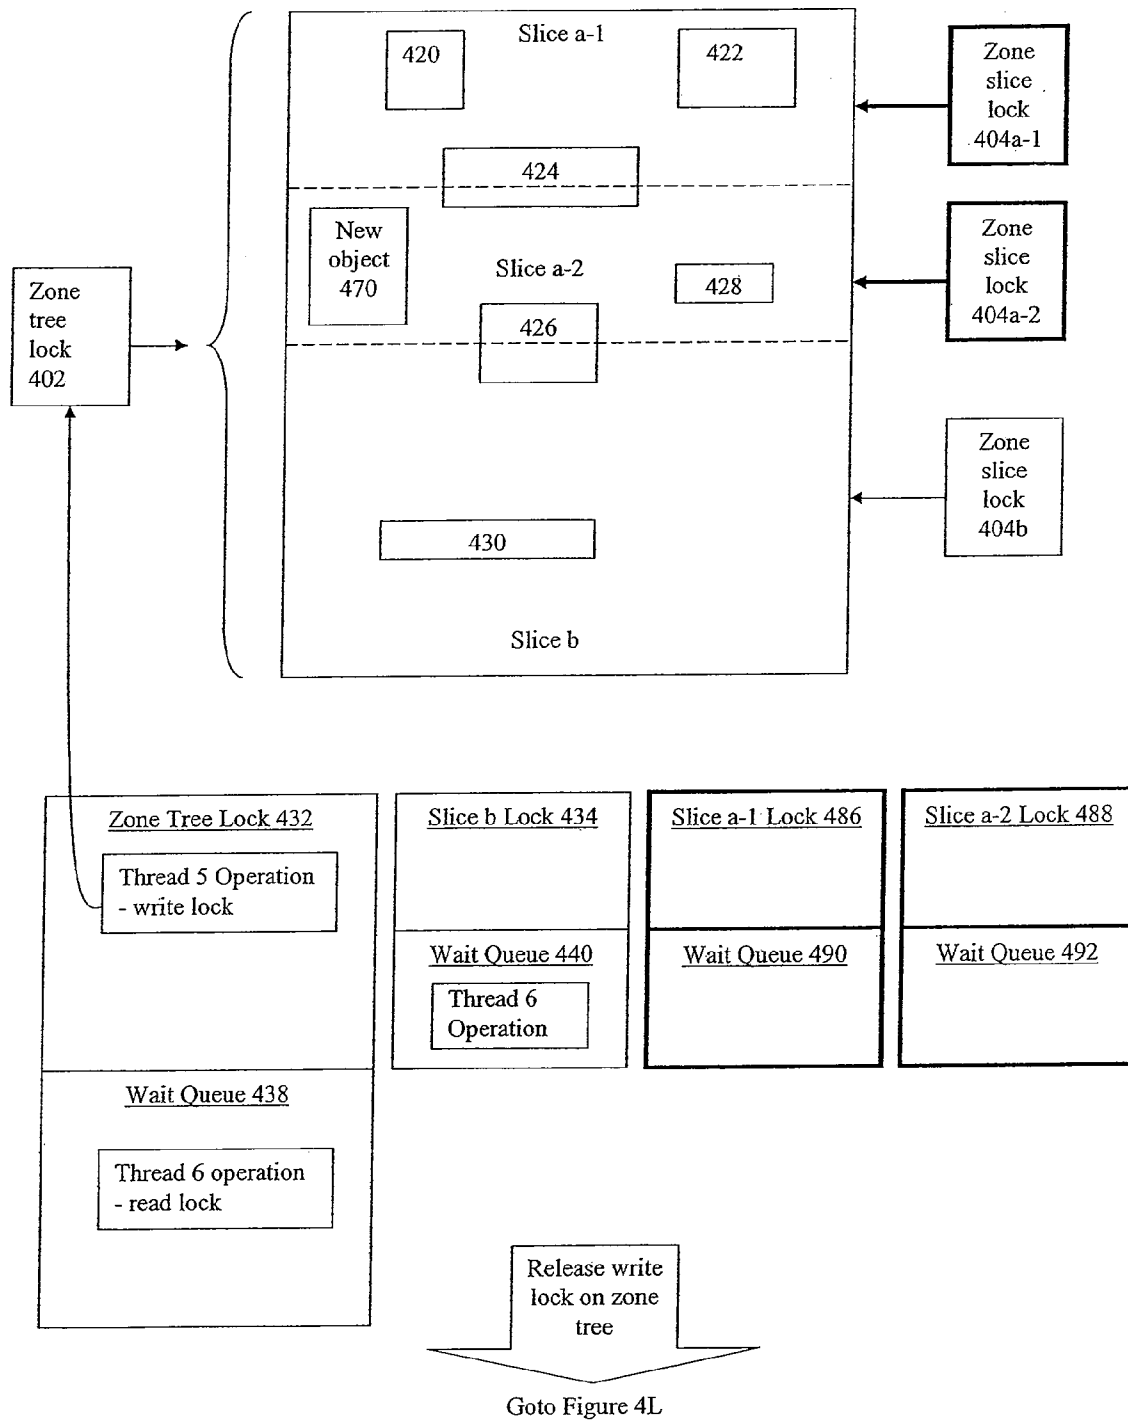 Slice a-1
420
422
Zone
slice
lock
404a-1
424
New
object
470
Slice a-2
428
426
Zone
slice
lock
404a-2
Zone
tree
lock
402
Zone
slice
lock
404b
430
Slice b
Zone Tree Lock 432
Thread 5 Operation
- write lock
Wait Queue 438
Thread 6 operation
- read lock
Slice b Lock 434
Wait Queue 440
Thread 6
Operation
Slice a-1 Lock 486
Wait Queue 490
Slice a-2 Lock 488
Wait Queue 492
Release write
lock on zone
tree
Goto Figure 4L